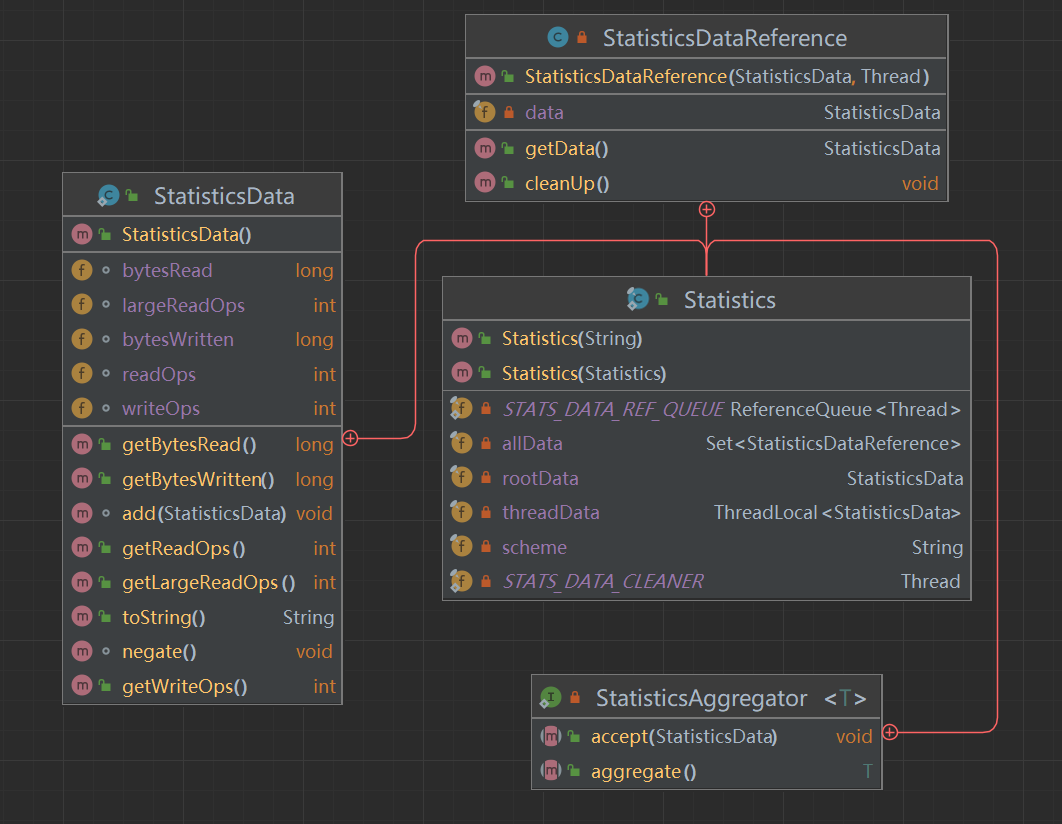 StatisticsDataReference
StatisticsDataReference(StatisticsData, Thread)
data StatisticsData
getData() StatisticsData
cleanUp() void
StatisticsData
StatisticsData()
bytesRead long
largeReadOps int
bytesWritten long
readOps int
writeOps int
getBytesRead() long
getBytesWritten() long
add(StatisticsData) void
getReadOps() int
getLargeReadOps() int
toString() String
negate() void
getWriteOps() int
Statistics
Statistics(String)
Statistics(Statistics)
STATS_DATA_REF_QUEUE ReferenceQueue<Thread>
allData Set<StatisticsDataReference>
rootData StatisticsData
threadData ThreadLocal<StatisticsData>
scheme String
STATS_DATA_CLEANER Thread
StatisticsAggregator <T>
accept(StatisticsData) void
aggregate() T